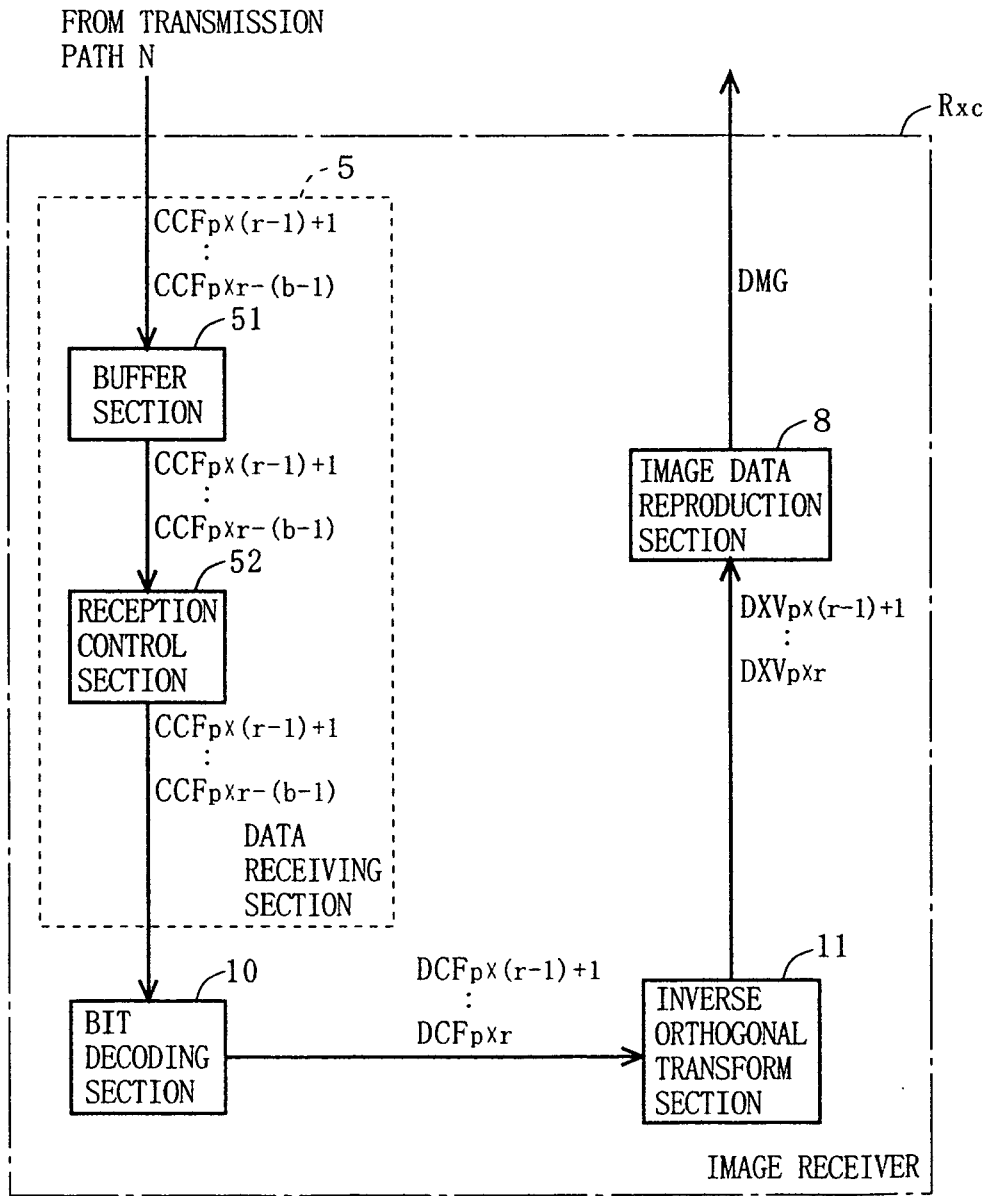 FROM TRANSMISSION
PATH N
Rxc
5
CCFp×(r-1)+1
:
CCFp×r-(b-1)
51
BUFFER
SECTION
CCFp×(r-1)+1
:
CCFp×r-(b-1)
52
RECEPTION
CONTROL
SECTION
CCFp×(r-1)+1
:
CCFp×r-(b-1)
DATA
RECEIVING
SECTION
10
BIT
DECODING
SECTION
DCFp×(r-1)+1
:
DCFp×r
11
INVERSE
ORTHOGONAL
TRANSFORM
SECTION
DXVp×(r-1)+1
:
DXVp×r
8
IMAGE DATA
REPRODUCTION
SECTION
DMG
IMAGE RECEIVER